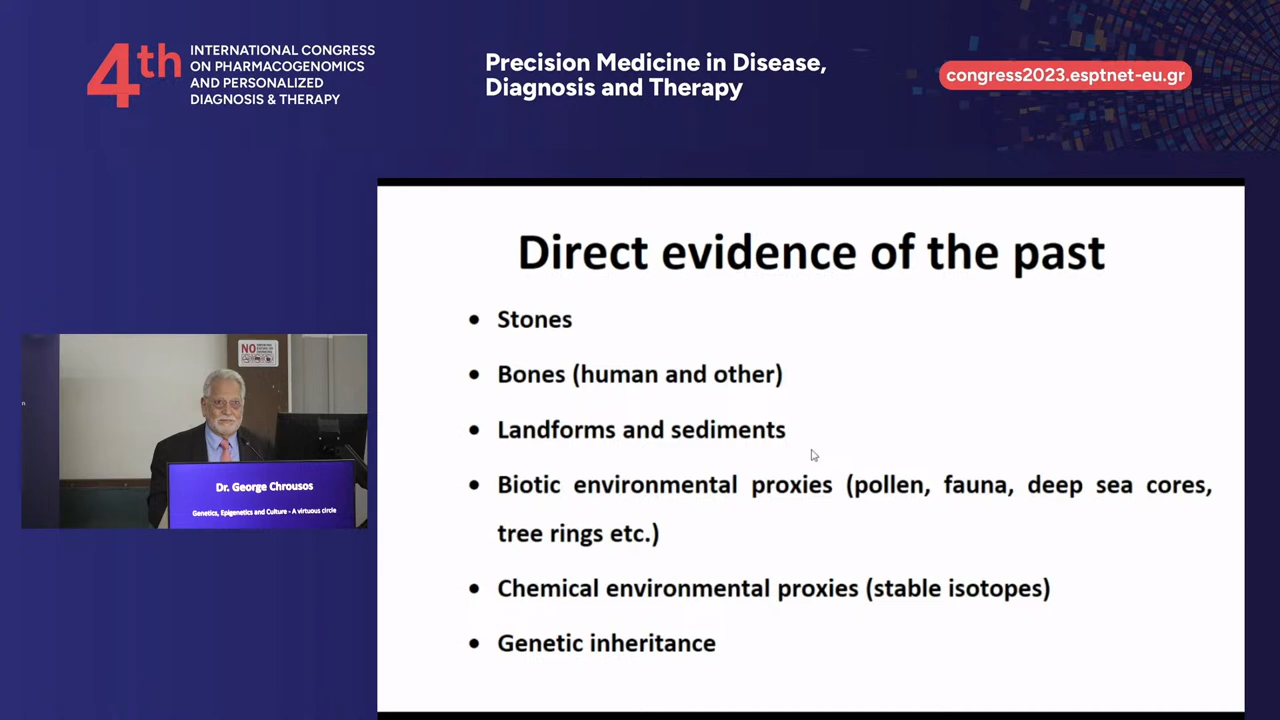 4th
INTERNATIONAL CONGRESS
ON PHARMACOGENOMICS
AND PERSONALIZED
DIAGNOSIS & THERAPY
Precision Medicine in Disease,
Diagnosis and Therapy
congress2023.esptnet-eu.gr
Direct evidence of the past
• Stones
• Bones (human and other)
• Landforms and sediments
• Biotic environmental proxies (pollen, fauna, deep sea cores,
tree rings etc.)
• Chemical environmental proxies (stable isotopes)
• Genetic inheritance
NO
Dr. George Chrousos
Genetics, Epigenetics and Culture - A virtuous circle